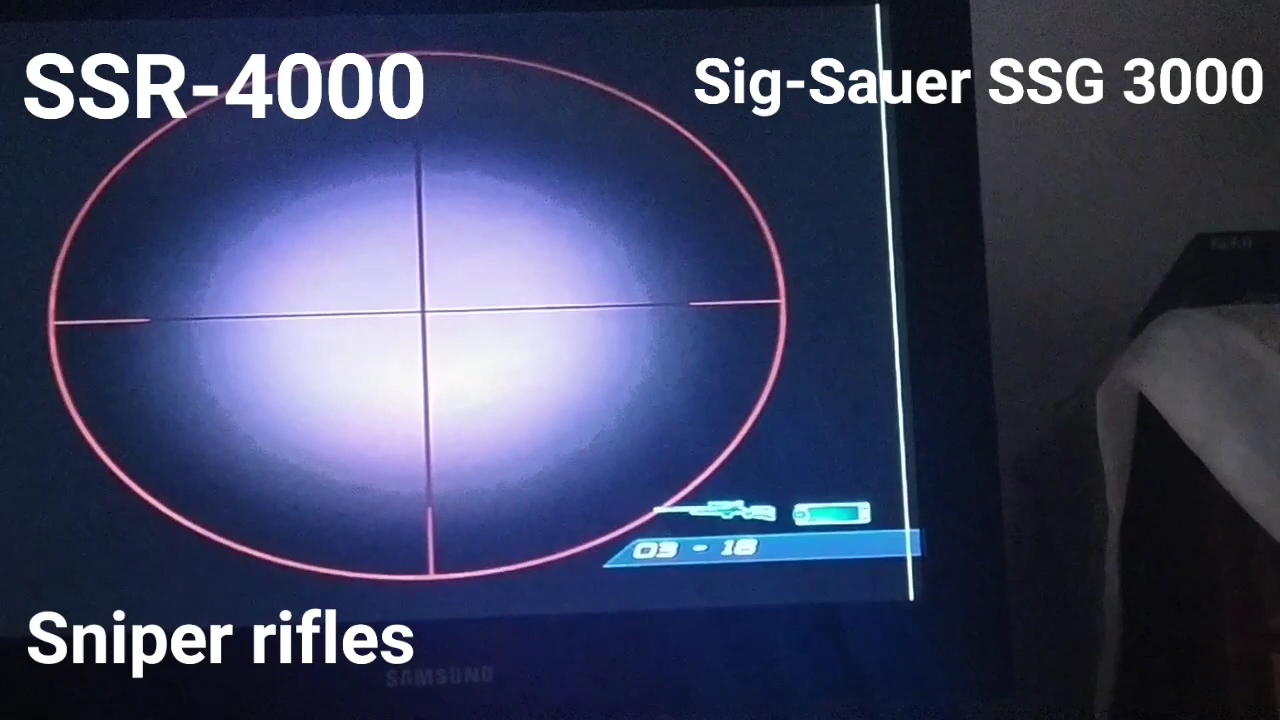 SSR-4000
Sig-Sauer SSG 3000
03 - 18
Sniper rifles
SAMSUNG